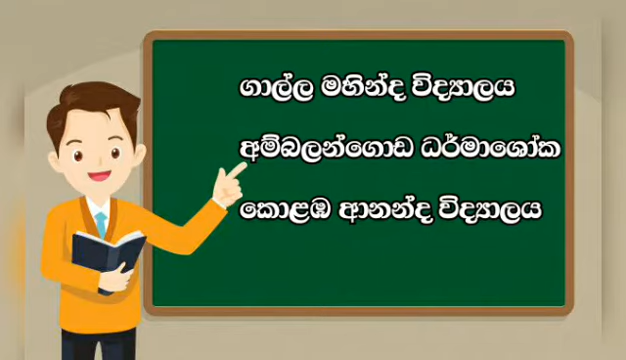 ගාල්ල මහින්ද විද්‍යාලය
අම්බලන්ගොඩ ධර්මාශෝක
කොළඹ ආනන්ද විද්‍යාලය